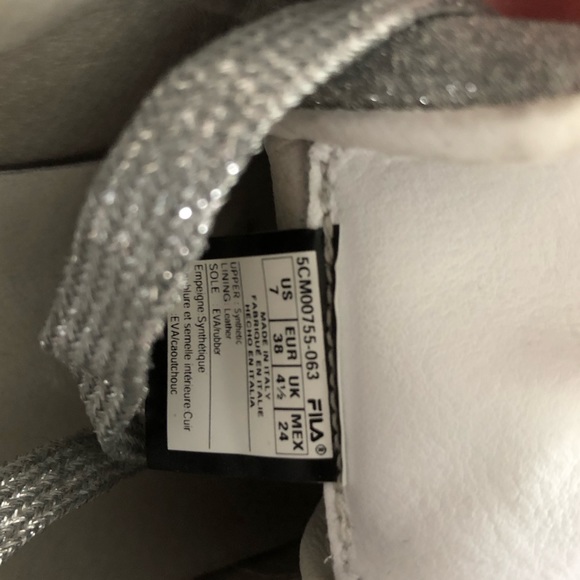 5CM00755-063 FILA®
US EUR UK MEX
7 38 4½ 24
MADE IN ITALY
FABRIQUÉ EN ITALIE
HECHO EN ITALIA
UPPER Synthetic
LINING Leather
SOLE EVA/rubber
Empeigne Synthétique
et semelle intérieure Cuir
EVA/caoutchouc